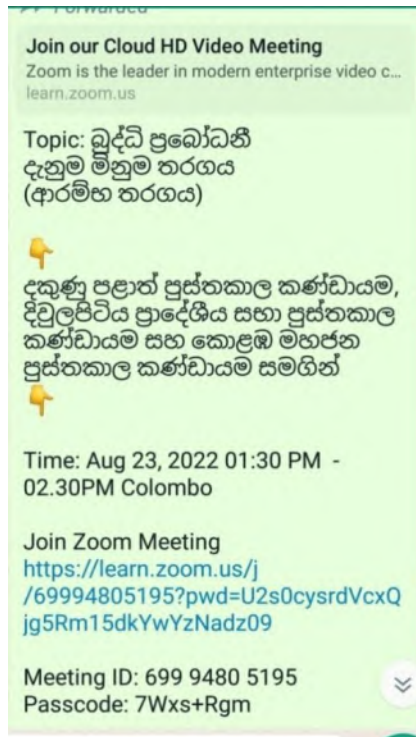 Forwarded
Join our Cloud HD Video Meeting
Zoom is the leader in modern enterprise video c...
learn.zoom.us
Topic: බුද්ධි ප්‍රබෝධනී
දැනුම මිනුම තරගය
(ආරම්භ තරගය)
👇
දකුණු පළාත් පුස්තකාල කණ්ඩායම,
දිවුලපිටිය ප්‍රාදේශීය සභා පුස්තකාල
කණ්ඩායම සහ කොළඹ මහජන
පුස්තකාල කණ්ඩායම සමගින්
👇
Time: Aug 23, 2022 01:30 PM -
02.30PM Colombo
Join Zoom Meeting
https://learn.zoom.us/j
/69994805195?pwd=U2s0cysrdVcxQ
jg5Rm15dkYwYzNadz09
Meeting ID: 699 9480 5195
Passcode: 7Wxs+Rgm